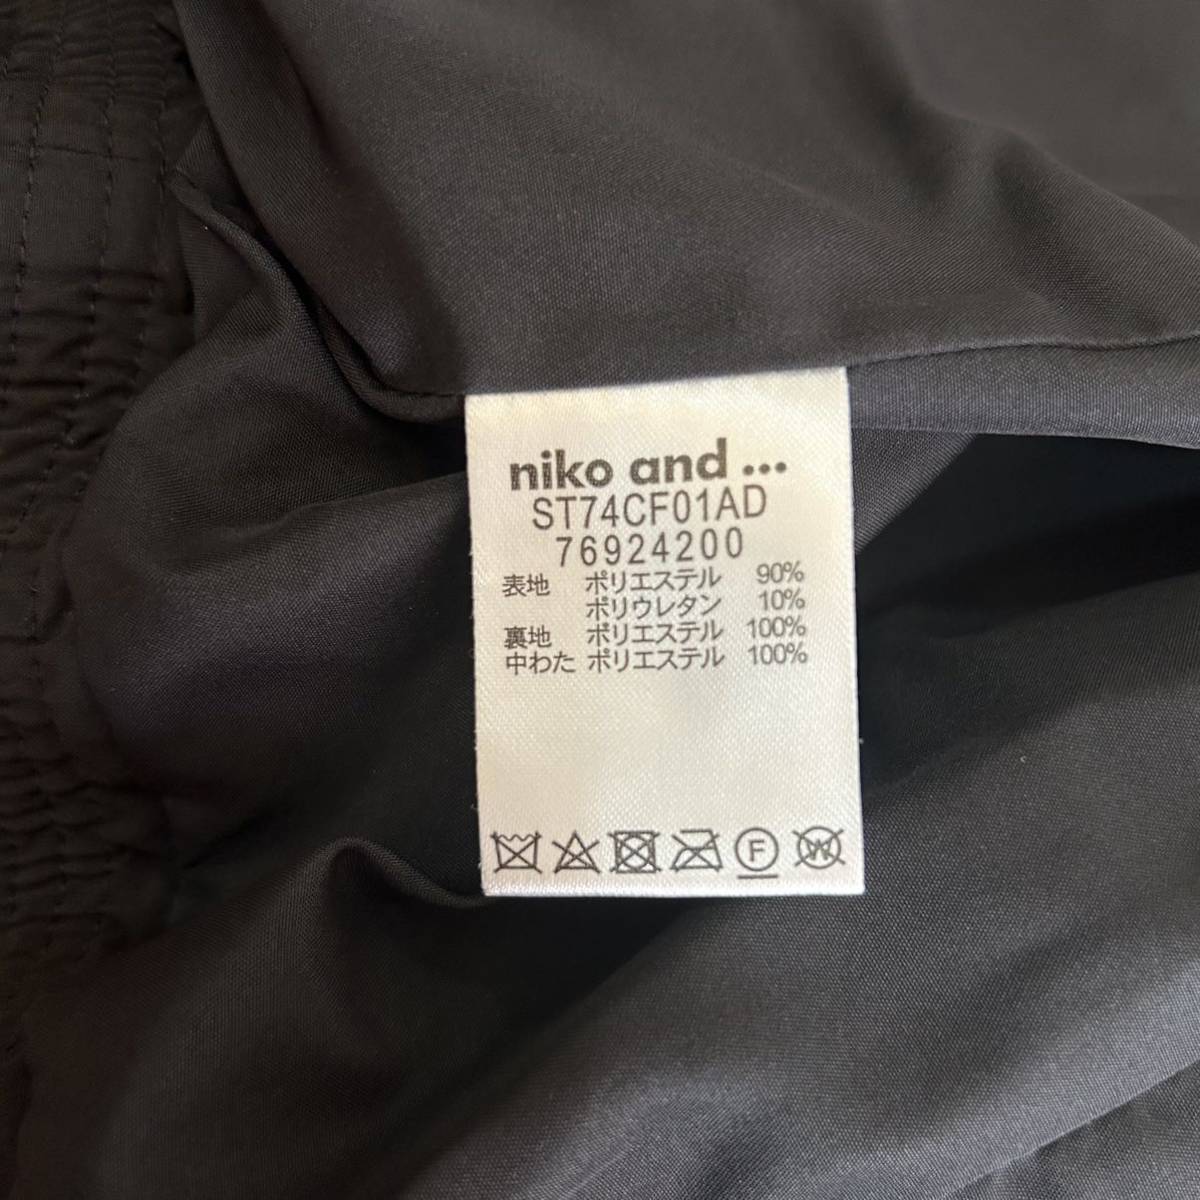 niko and ...
ST74CF01AD
76924200
表地 ポリエステル 90%
ポリウレタン 10%
裏地 ポリエステル 100%
中わた ポリエステル 100%
F W